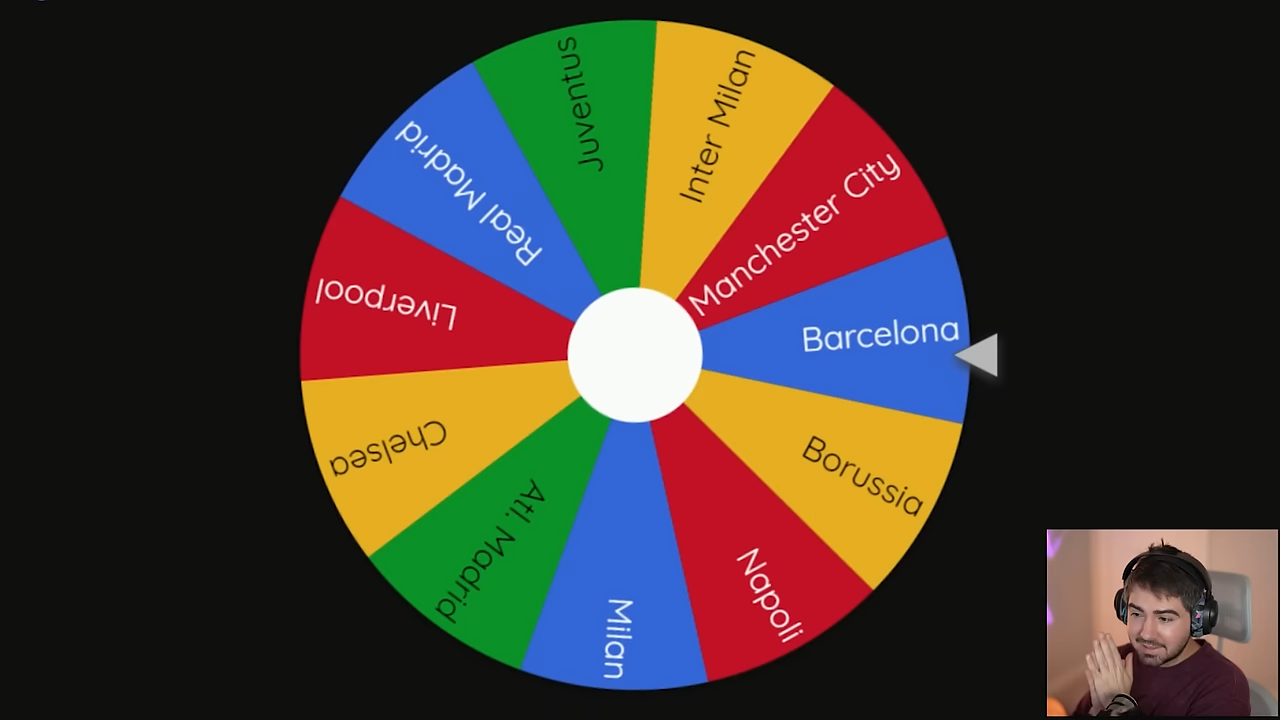 Juventus
Inter Milan
Manchester City
Barcelona
Borussia
Napoli
Milan
Atl. Madrid
Chelsea
Liverpool
Real Madrid